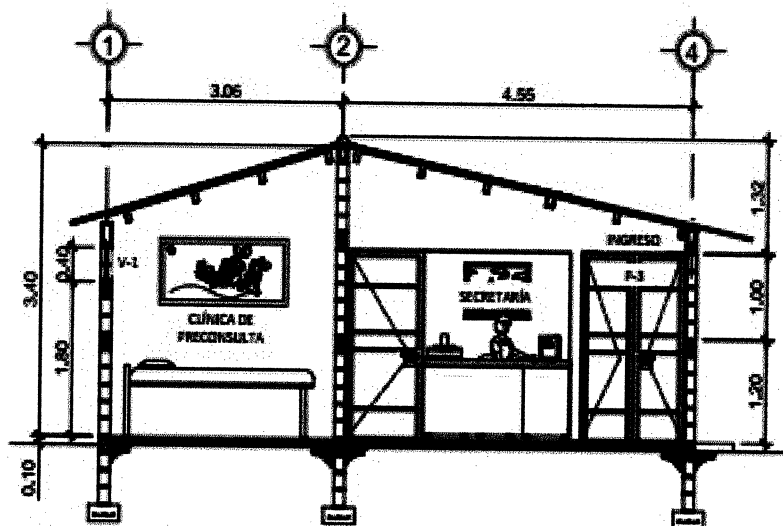 1
2
4
3.06
4.55
3.40
0.40
1.80
0.10
V-1
CLÍNICA DE
PRECONSULTA
SECRETARÍA
INGRESO
P-3
1.32
1.00
1.20